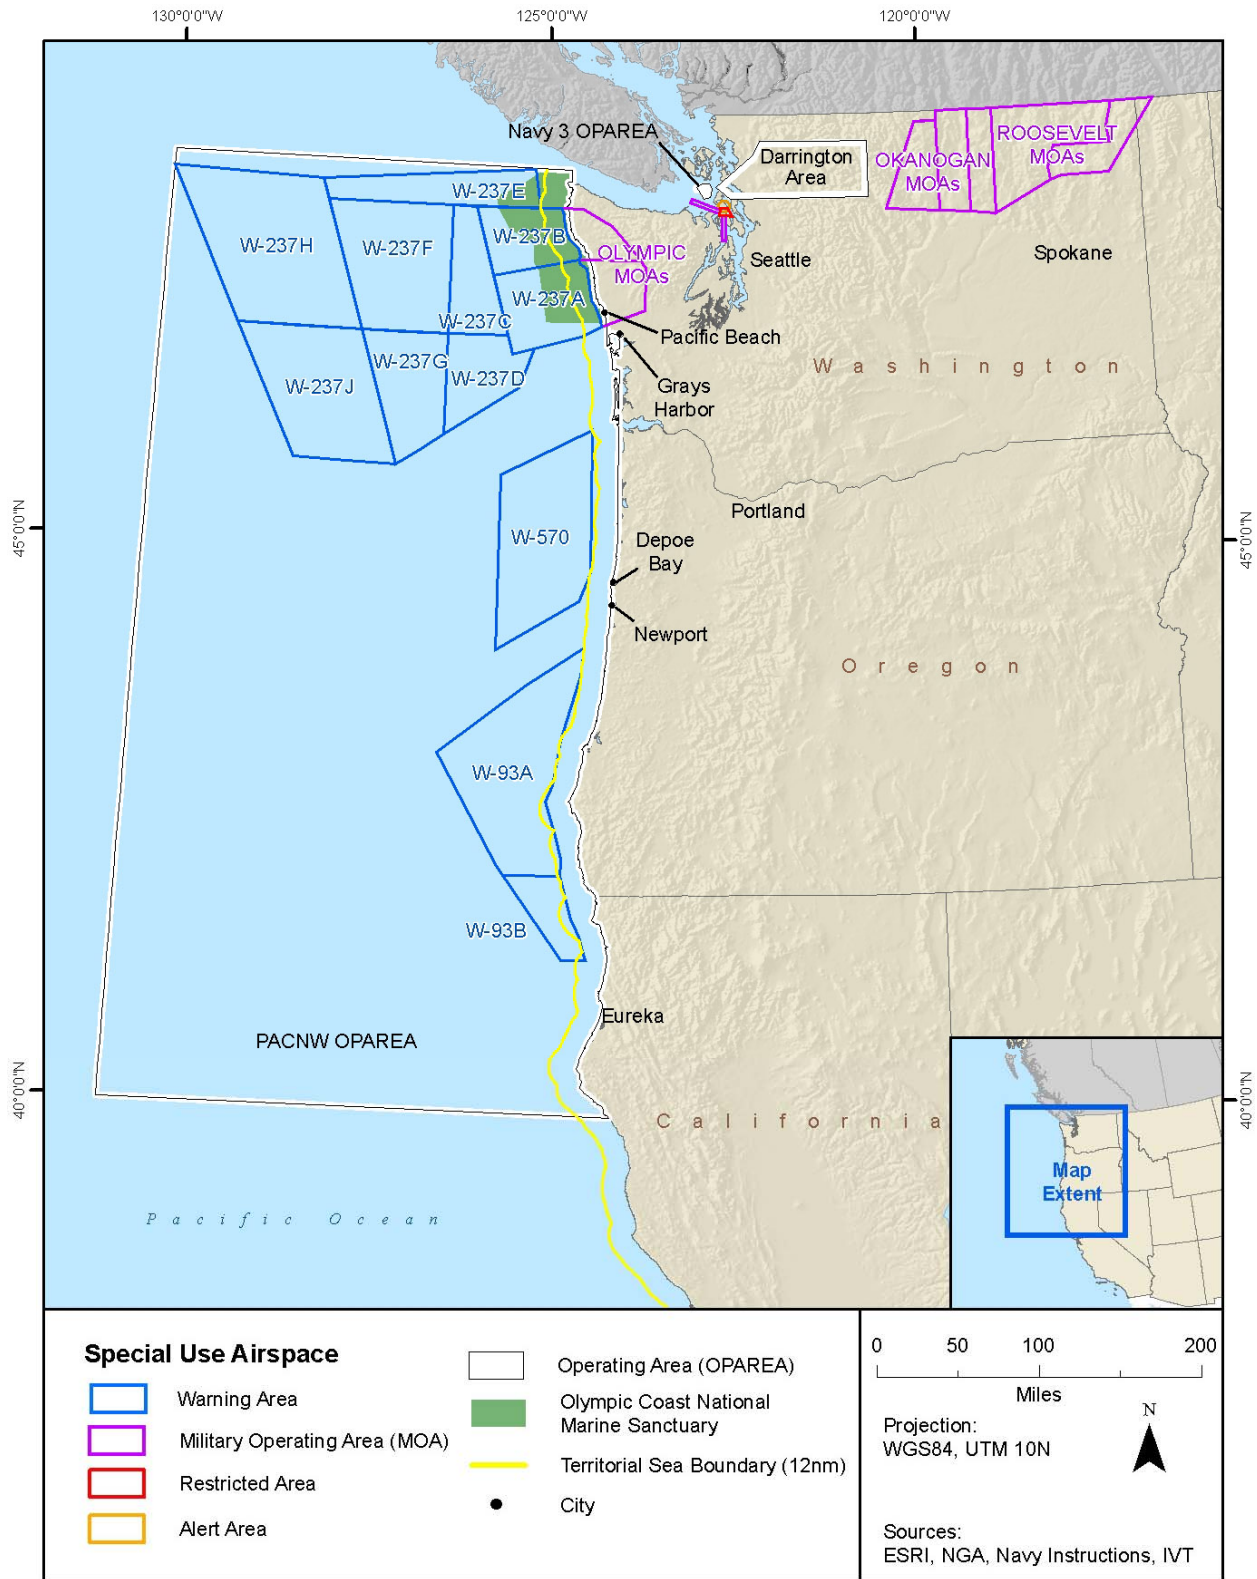 130°0'0"W
125°0'0"W
120°0'0"W
Navy 3 OPAREA
Darrington
Area
ROOSEVELT
MOAs
OKANOGAN
MOAs
W-237E
W-237H
W-237F
W-237B
OLYMPIC
MOAs
Seattle
Spokane
W-237A
W-237C
Pacific Beach
W-237G
W-237D
W-237J
Grays
Harbor
Washington
45°0'0"N
45°0'0"N
W-570
Portland
Depoe
Bay
Newport
Oregon
W-93A
W-93B
Eureka
PACNW OPAREA
40°0'0"N
40°0'0"N
California
Pacific Ocean
Map
Extent
Special Use Airspace
Warning Area
Military Operating Area (MOA)
Restricted Area
Alert Area
Operating Area (OPAREA)
Olympic Coast National
Marine Sanctuary
Territorial Sea Boundary (12nm)
City
0 50 100 200
Miles
N
Projection:
WGS84, UTM 10N
Sources:
ESRI, NGA, Navy Instructions, IVT